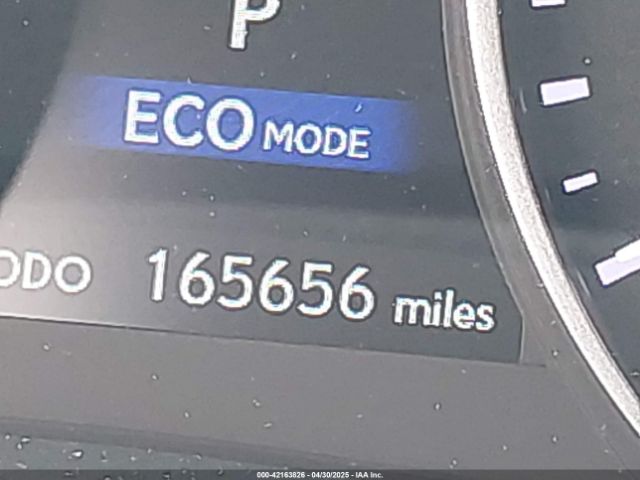 P
ECO MODE
ODO 165656 miles
000-42163826 - 04/30/2025 - IAA Inc.